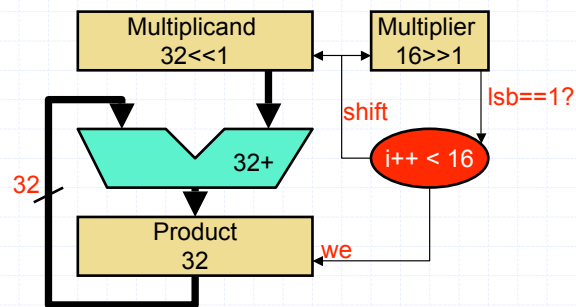 Multiplicand
32<<1
Multiplier
16>>1
shift
lsb==1?
32+
i++ < 16
32
Product
32
we